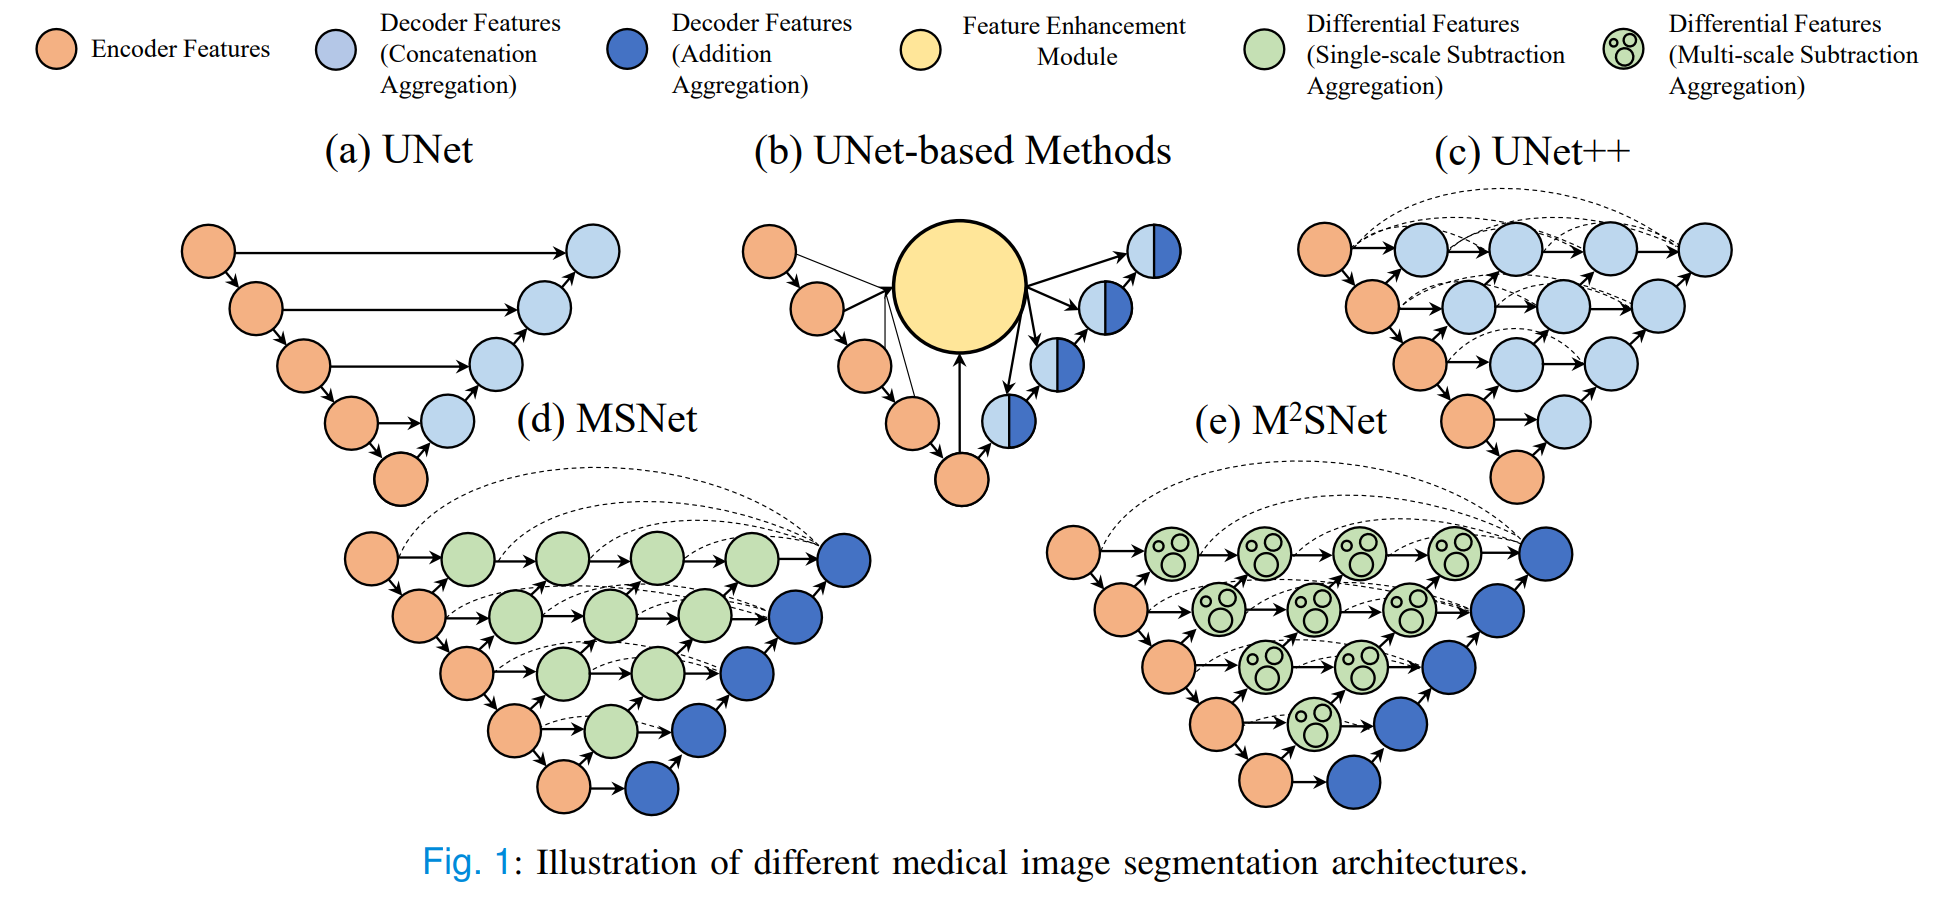 Encoder Features
Decoder Features
(Concatenation
Aggregation)
Decoder Features
(Addition
Aggregation)
Feature Enhancement
Module
Differential Features
(Single-scale Subtraction
Aggregation)
Differential Features
(Multi-scale Subtraction
Aggregation)
(a) UNet
(b) UNet-based Methods
(c) UNet++
(d) MSNet
(e) M²SNet
Fig. 1: Illustration of different medical image segmentation architectures.